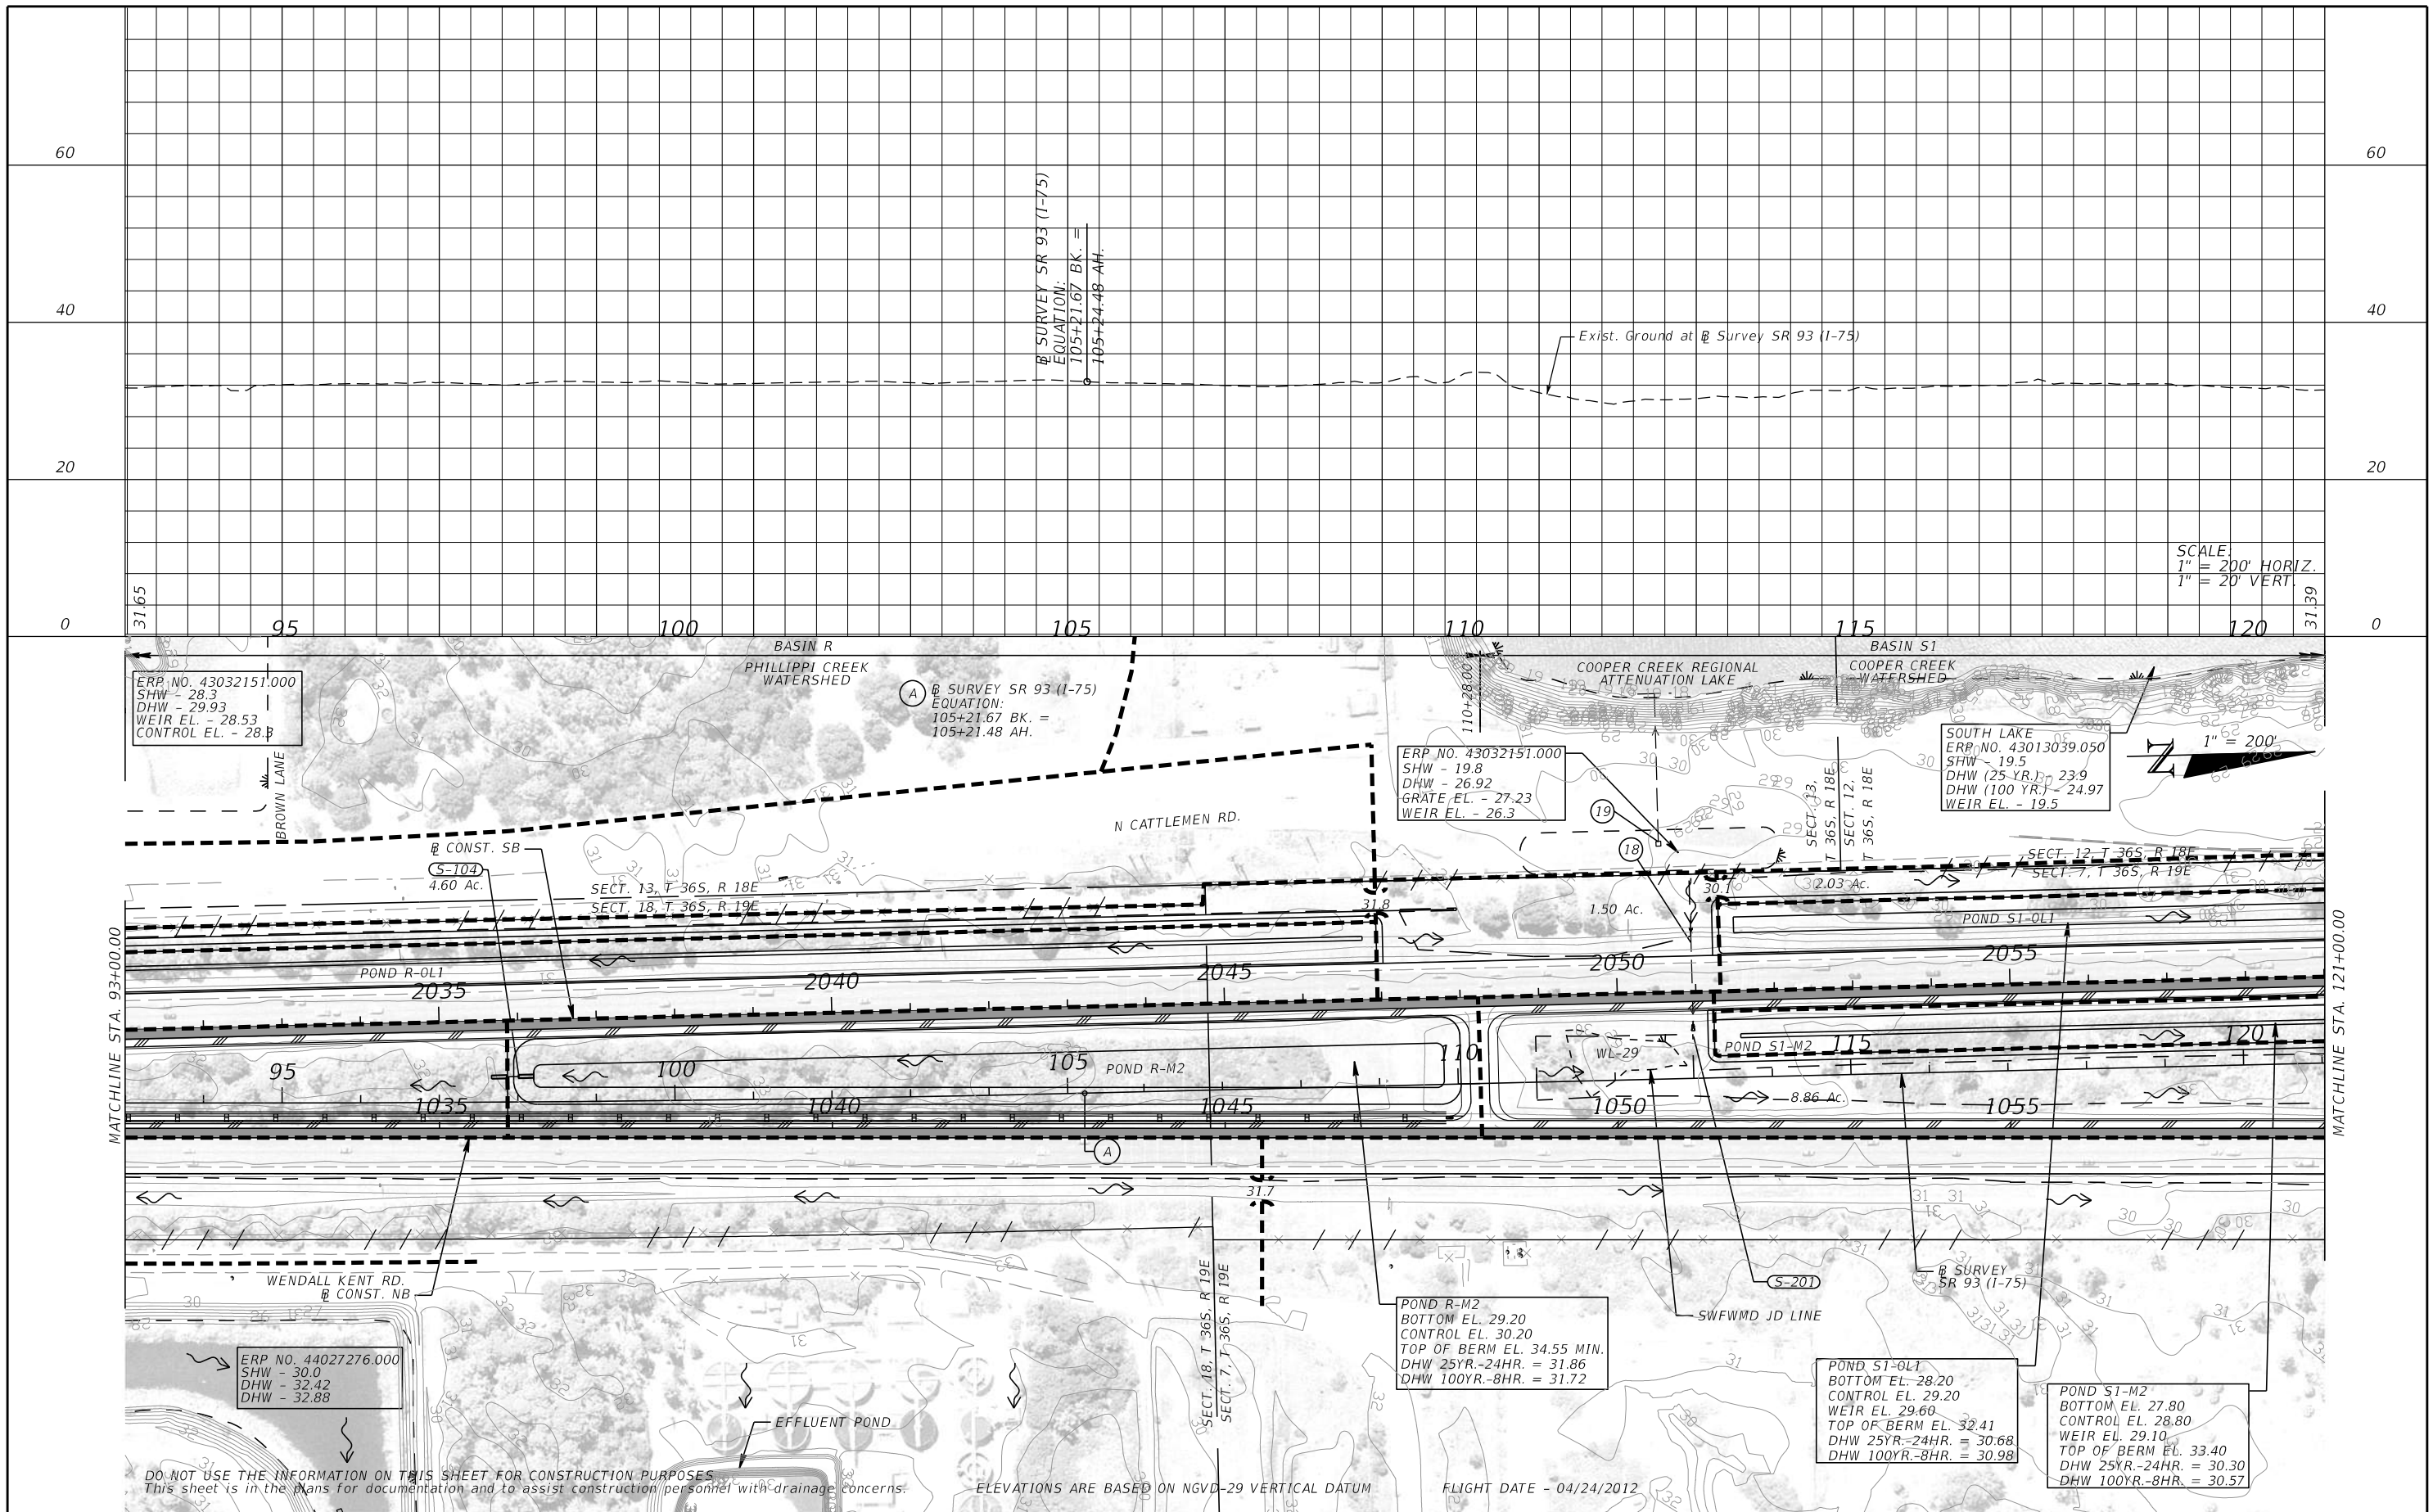 60
60
40
40
20
20
0
0
℄ SURVEY SR 93 (I-75)
EQUATION:
105+21.67 BK. =
105+24.48 AH.
Exist. Ground at ℄ Survey SR 93 (I-75)
SCALE:
1" = 200' HORIZ.
1" = 20' VERT.
31.65
31.39
95
100
105
110
115
120
BASIN R
PHILLIPPI CREEK
WATERSHED
BASIN S1
COOPER CREEK
WATERSHED
COOPER CREEK REGIONAL
ATTENUATION LAKE
ERP NO. 43032151.000
SHW - 28.3
DHW - 29.93
WEIR EL. - 28.53
CONTROL EL. - 28.3
BROWN LANE
A
℄ SURVEY SR 93 (I-75)
EQUATION:
105+21.67 BK. =
105+21.48 AH.
110+28.00
ERP NO. 43032151.000
SHW - 19.8
DHW - 26.92
GRATE EL. - 27.23
WEIR EL. - 26.3
19
18
SOUTH LAKE
ERP NO. 43013039.050
SHW - 19.5
DHW (25 YR.) - 23.9
DHW (100 YR.) - 24.97
WEIR EL. - 19.5
N
1" = 200'
SECT. 13,
T 36S, R 18E
SECT. 12,
T 36S, R 18E
N CATTLEMEN RD.
℄ CONST. SB
S-104
4.60 Ac.
SECT. 13, T 36S, R 18E
SECT. 18, T 36S, R 19E
SECT. 12, T 36S, R 18E
SECT. 7, T 36S, R 19E
31.8
30.1
1.50 Ac.
2.03 Ac.
POND S1-OL1
POND R-OL1
2035
2040
2045
2050
2055
MATCHLINE STA. 93+00.00
MATCHLINE STA. 121+00.00
95
100
105
110
115
120
POND R-M2
WL-29
POND S1-M2
8.86 Ac.
1035
1040
1045
1050
1055
A
31.7
WENDALL KENT RD.
℄ CONST. NB
SECT. 18, T 36S, R 19E
SECT. 7, T 36S, R 19E
S-201
SWFWMD JD LINE
℄ SURVEY
SR 93 (I-75)
ERP NO. 44027276.000
SHW - 30.0
DHW - 32.42
DHW - 32.88
EFFLUENT POND
POND R-M2
BOTTOM EL. 29.20
CONTROL EL. 30.20
TOP OF BERM EL. 34.55 MIN.
DHW 25YR.-24HR. = 31.86
DHW 100YR.-8HR. = 31.72
POND S1-OL1
BOTTOM EL. 28.20
CONTROL EL. 29.20
WEIR EL. 29.60
TOP OF BERM EL. 32.41
DHW 25YR.-24HR. = 30.68
DHW 100YR.-8HR. = 30.98
POND S1-M2
BOTTOM EL. 27.80
CONTROL EL. 28.80
WEIR EL. 29.10
TOP OF BERM EL. 33.40
DHW 25YR.-24HR. = 30.30
DHW 100YR.-8HR. = 30.57
DO NOT USE THE INFORMATION ON THIS SHEET FOR CONSTRUCTION PURPOSES
This sheet is in the plans for documentation and to assist construction personnel with drainage concerns.
ELEVATIONS ARE BASED ON NGVD-29 VERTICAL DATUM
FLIGHT DATE - 04/24/2012